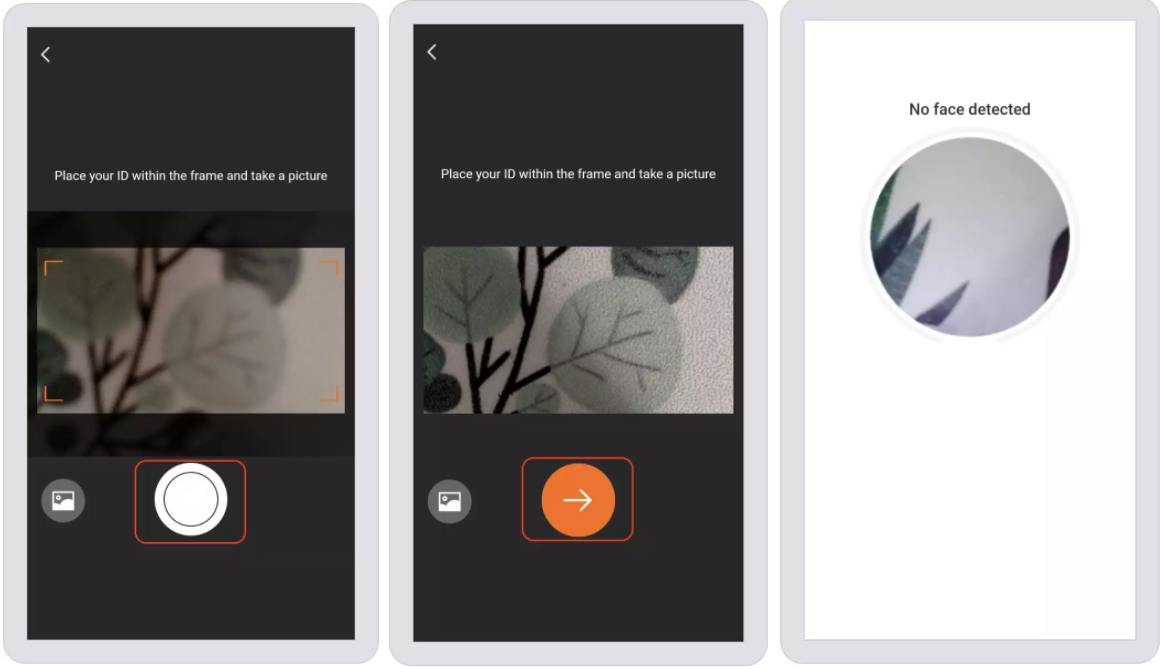 Place your ID within the frame and take a picture
Place your ID within the frame and take a picture
No face detected